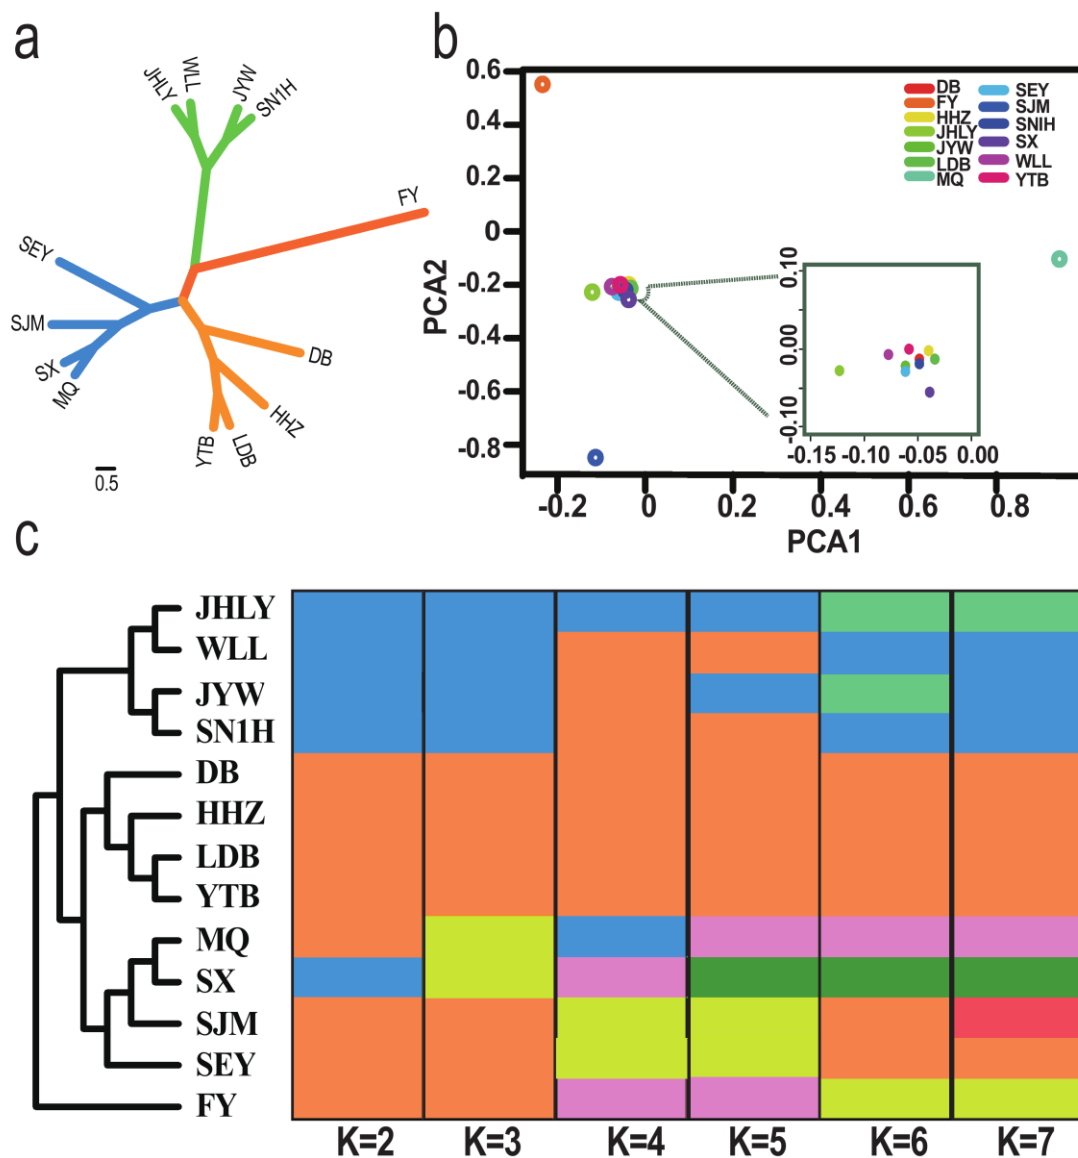 a
JHLY
WLL
JYW
SN1H
FY
SEY
SJM
SX
MQ
DB
HHZ
LDB
YTB
0.5
b
PCA2
0.6
0.4
0.2
0
-0.2
-0.4
-0.6
-0.8
DB
FY
HHZ
JHLY
JYW
LDB
MQ
SEY
SJM
SNIH
SX
WLL
YTB
0.10
0.00
-0.10
-0.15 -0.10 -0.05 0.00
-0.2 0 0.2 0.4 0.6 0.8
PCA1
c
JHLY
WLL
JYW
SN1H
DB
HHZ
LDB
YTB
MQ
SX
SJM
SEY
FY
K=2 K=3 K=4 K=5 K=6 K=7